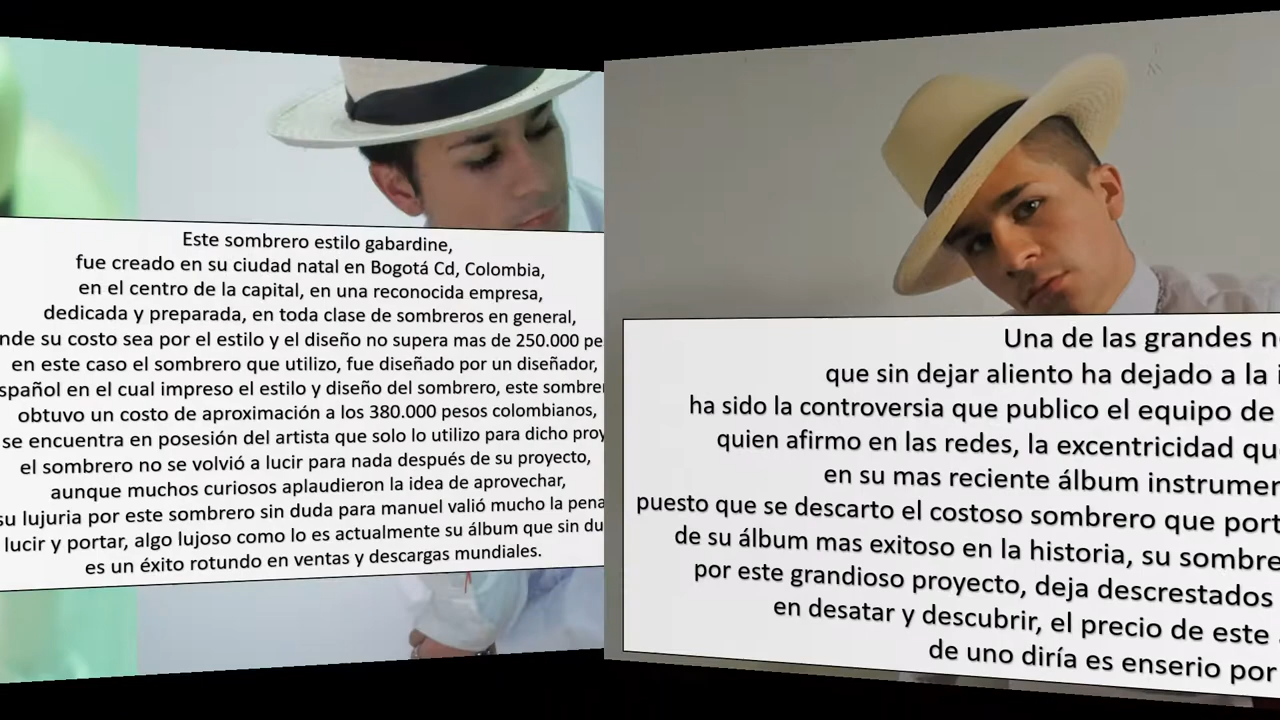 Este sombrero estilo gabardine,
fue creado en su ciudad natal en Bogotá Cd, Colombia,
en el centro de la capital, en una reconocida empresa,
dedicada y preparada, en toda clase de sombreros en general,
su costo sea por el estilo y el diseño no supera mas de 250.000
en este caso el sombrero que utilizo, fue diseñado por un diseñador,
en el cual impreso el estilo y diseño del sombrero, este
obtuvo un costo de aproximación a los 380.000 pesos colombianos,
se encuentra en posesión del artista que solo lo utilizo para dicho
el sombrero no se volvió a lucir para nada después de su proyecto,
aunque muchos curiosos aplaudieron la idea de aprovechar,
su lujuria por este sombrero sin duda para manuel valió mucho la pena
lucir y portar, algo lujoso como lo es actualmente su álbum que sin
es un éxito rotundo en ventas y descargas mundiales.
Una de las grandes
que sin dejar aliento ha dejado a la
ha sido la controversia que publico el equipo de
quien afirmo en las redes, la excentricidad
en su mas reciente álbum
puesto que se descarto el costoso sombrero que
de su álbum mas exitoso en la historia, su
por este grandioso proyecto, deja descrestados
en desatar y descubrir, el precio de este
de uno diría es enserio por